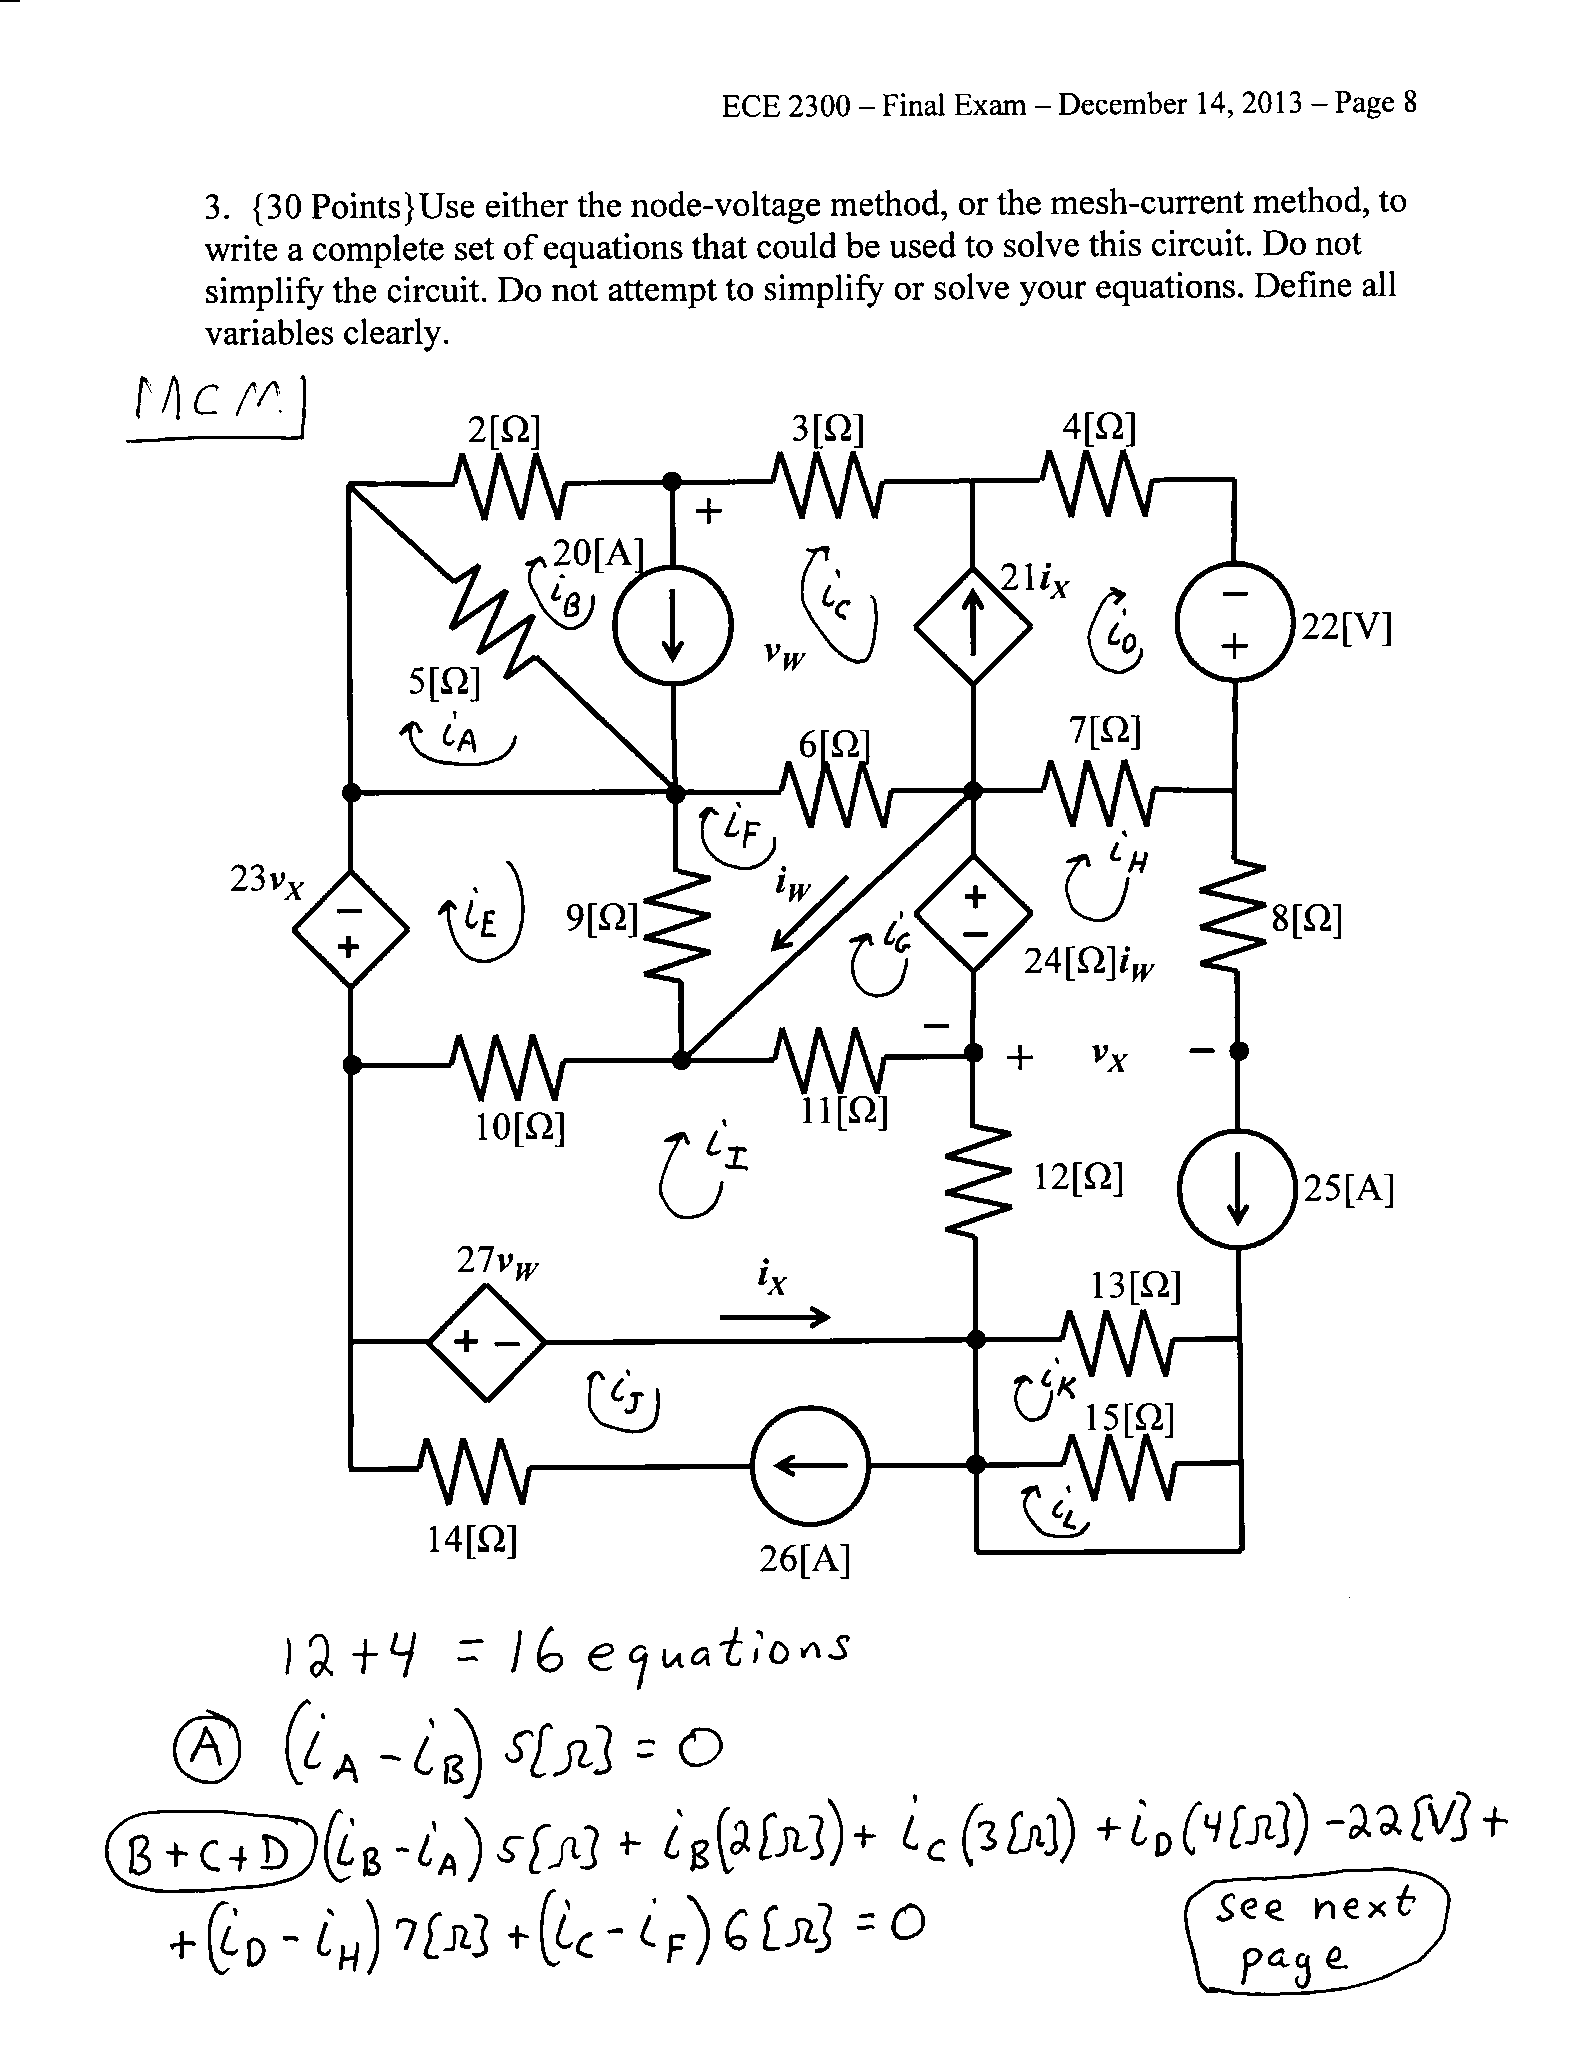 ECE 2300 – Final Exam – December 14, 2013 – Page 8
3. {30 Points}Use either the node-voltage method, or the mesh-current method, to
write a complete set of equations that could be used to solve this circuit. Do not
simplify the circuit. Do not attempt to simplify or solve your equations. Define all
variables clearly.
MCM
2[Ω]
3[Ω]
4[Ω]
+
20[A]
iB
iC
21iX
iD
−
+
22[V]
vW
5[Ω]
iA
6[Ω]
7[Ω]
iF
iH
23vX
−
+
iE
9[Ω]
iW
iG
+
−
24[Ω]iW
8[Ω]
−
+ vX −
10[Ω]
11[Ω]
iI
12[Ω]
25[A]
27vW
+ −
iX
13[Ω]
iJ
iK
15[Ω]
iL
14[Ω]
26[A]
12+4 = 16 equations
A (iA - iB) 5[Ω] = 0
B+C+D (iB - iA) 5[Ω] + iB(2[Ω]) + iC(3[Ω]) + iD(4[Ω]) -22[V] +
+(iD - iH) 7[Ω] + (iC - iF) 6[Ω] = 0
see next
page